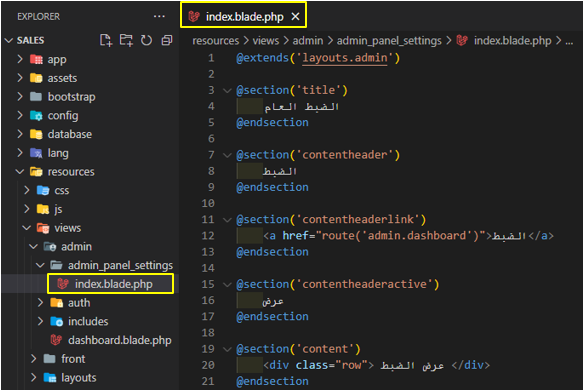 EXPLORER
SALES
app
assets
bootstrap
config
database
lang
resources
css
js
views
admin
admin_panel_settings
index.blade.php
auth
includes
dashboard.blade.php
front
layouts
index.blade.php
resources > views > admin > admin_panel_settings > index.blade.php > ...
1 @extends('layouts.admin')
2
3 @section('title')
4 الضبط العام
5 @endsection
6
7 @section('contentheader')
8 الضبط
9 @endsection
10
11 @section('contentheaderlink')
12 <a href="route('admin.dashboard')">الضبط</a>
13 @endsection
14
15 @section('contentheaderactive')
16 عرض
17 @endsection
18
19 @section('content')
20 <div class="row"> عرض الضبط </div>
21 @endsection